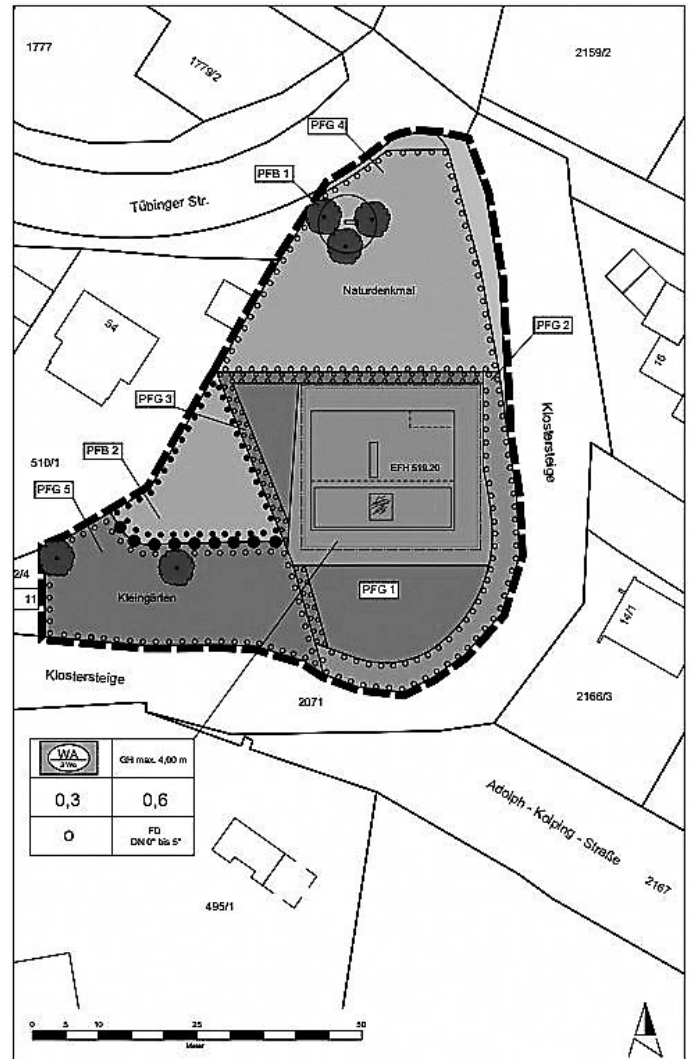 1777
1779/2
2159/2
PFG 4
PFB 1
Tübinger Str.
Naturdenkmal
54
PFG 2
16
PFG 3
Klostersteige
PFB 2
510/1
EFH 519.20
PFG 5
2/4
11
Kleingärten
PFG 1
14/1
Klostersteige
2071
2166/3
WA
GH max. 4,00 m
0,3
0,6
O
FD
DN 0° bis 5°
Adolph - Kolping - Straße
2167
495/1
0 5 10 25 50
Meter